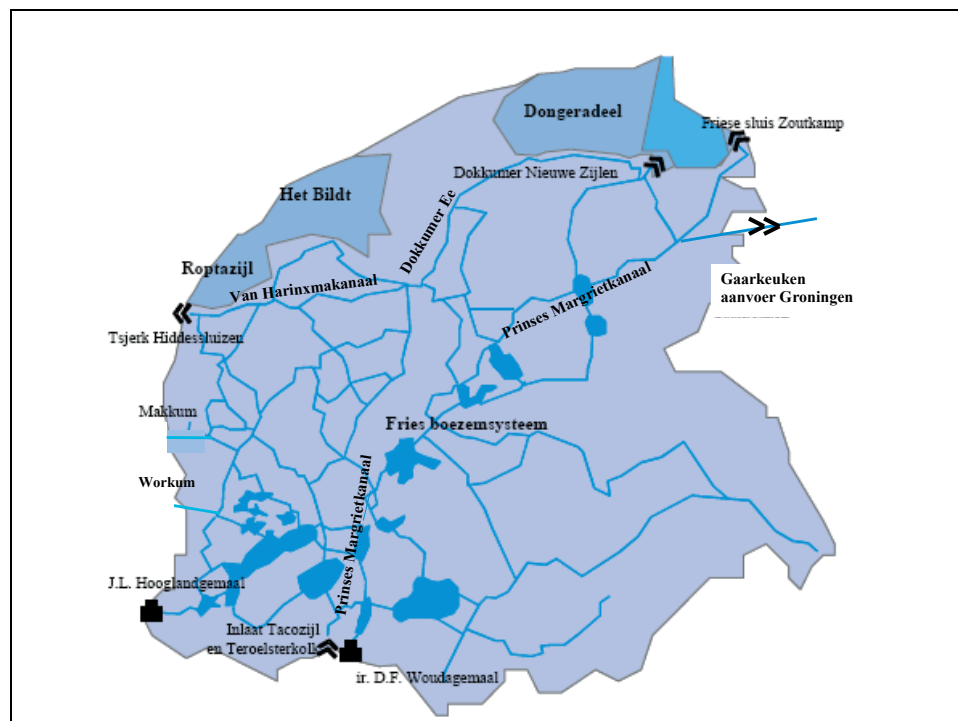 Dongeradeel
Friese sluis Zoutkamp
Dokkumer Nieuwe Zijlen
Het Bildt
Dokkumer Ee
Roptazijl
Van Harinxmakanaal
Prinses Margrietkanaal
Gaarkeuken
aanvoer Groningen
Tsjerk Hiddessluizen
Makkum
Fries boezemsysteem
Workum
Prinses Margrietkanaal
J.L. Hooglandgemaal
Inlaat Tacozijl
en Teroelsterkolk
ir. D.F. Woudagemaal